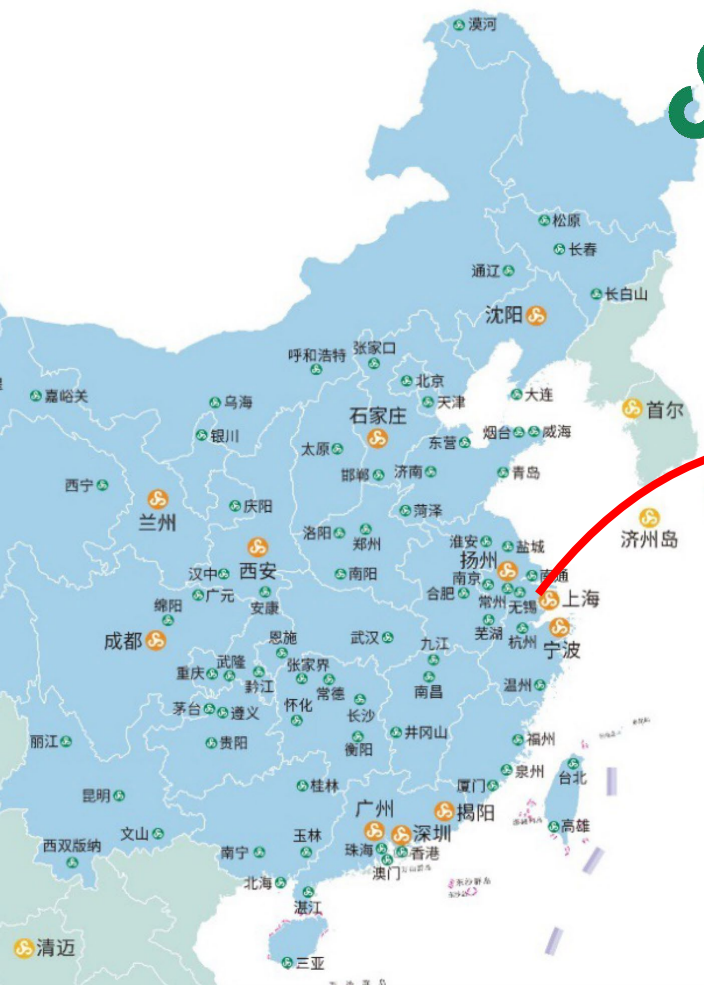 漠河
松原
长春
通辽
长白山
沈阳
呼和浩特
张家口
北京
大连
嘉峪关
乌海
天津
石家庄
首尔
银川
烟台
威海
东营
太原
西宁
邯郸
济南
青岛
兰州
庆阳
菏泽
济州岛
洛阳
郑州
淮安
盐城
扬州
西安
汉中
南阳
南京
南通
广元
安康
合肥
常州
无锡
上海
绵阳
成都
恩施
武汉
九江
芜湖
杭州
宁波
重庆
武隆
黔江
张家界
常德
南昌
温州
茅台
遵义
怀化
长沙
丽江
贵阳
衡阳
井冈山
福州
泉州
台北
昆明
桂林
厦门
广州
揭阳
文山
玉林
深圳
高雄
西双版纳
南宁
珠海
香港
澳门
北海
东沙群岛
湛江
清迈
三亚